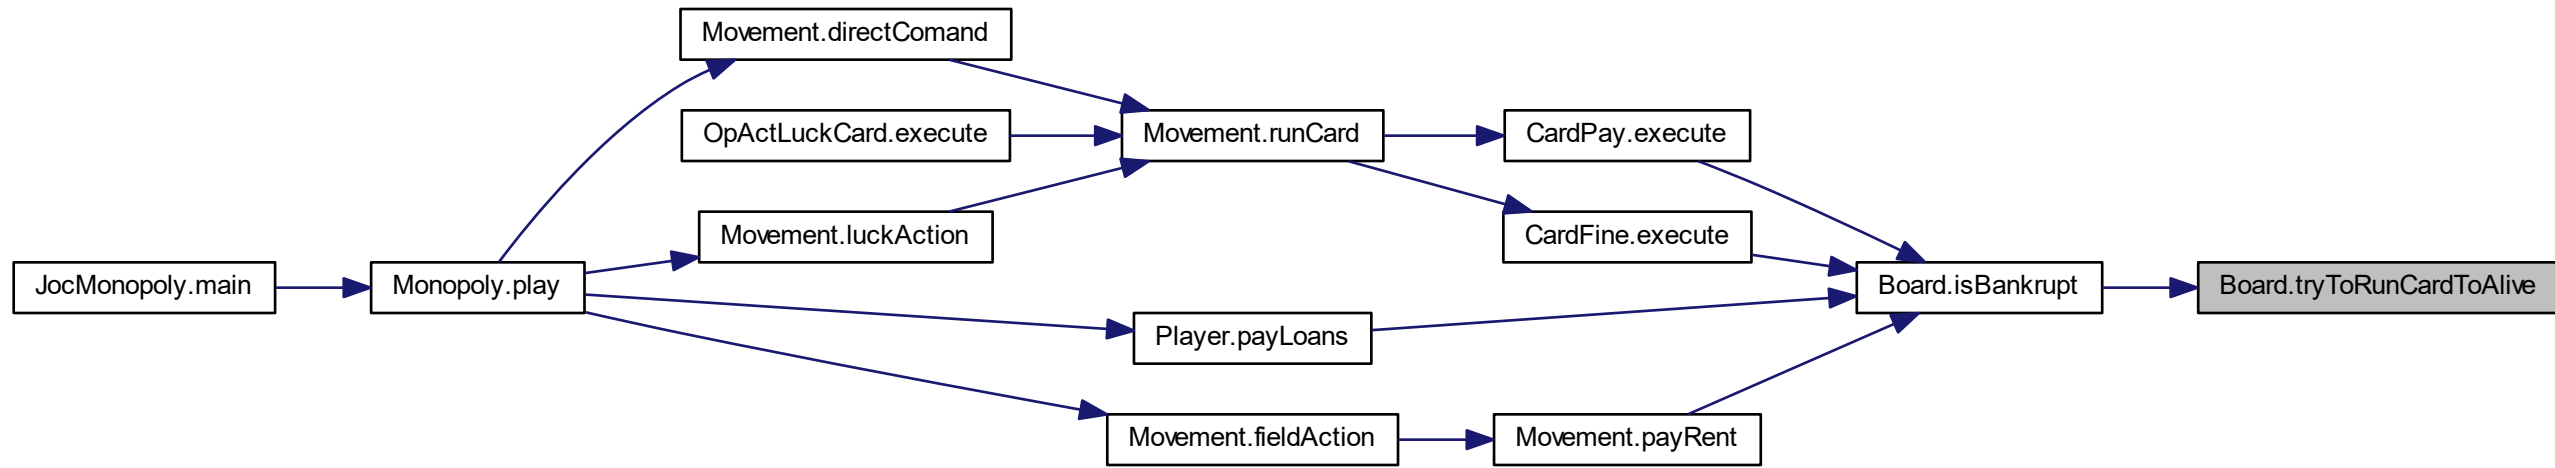 Movement.directComand
OpActLuckCard.execute
Movement.runCard
CardPay.execute
Movement.luckAction
CardFine.execute
JocMonopoly.main
Monopoly.play
Board.isBankrupt
Board.tryToRunCardToAlive
Player.payLoans
Movement.fieldAction
Movement.payRent